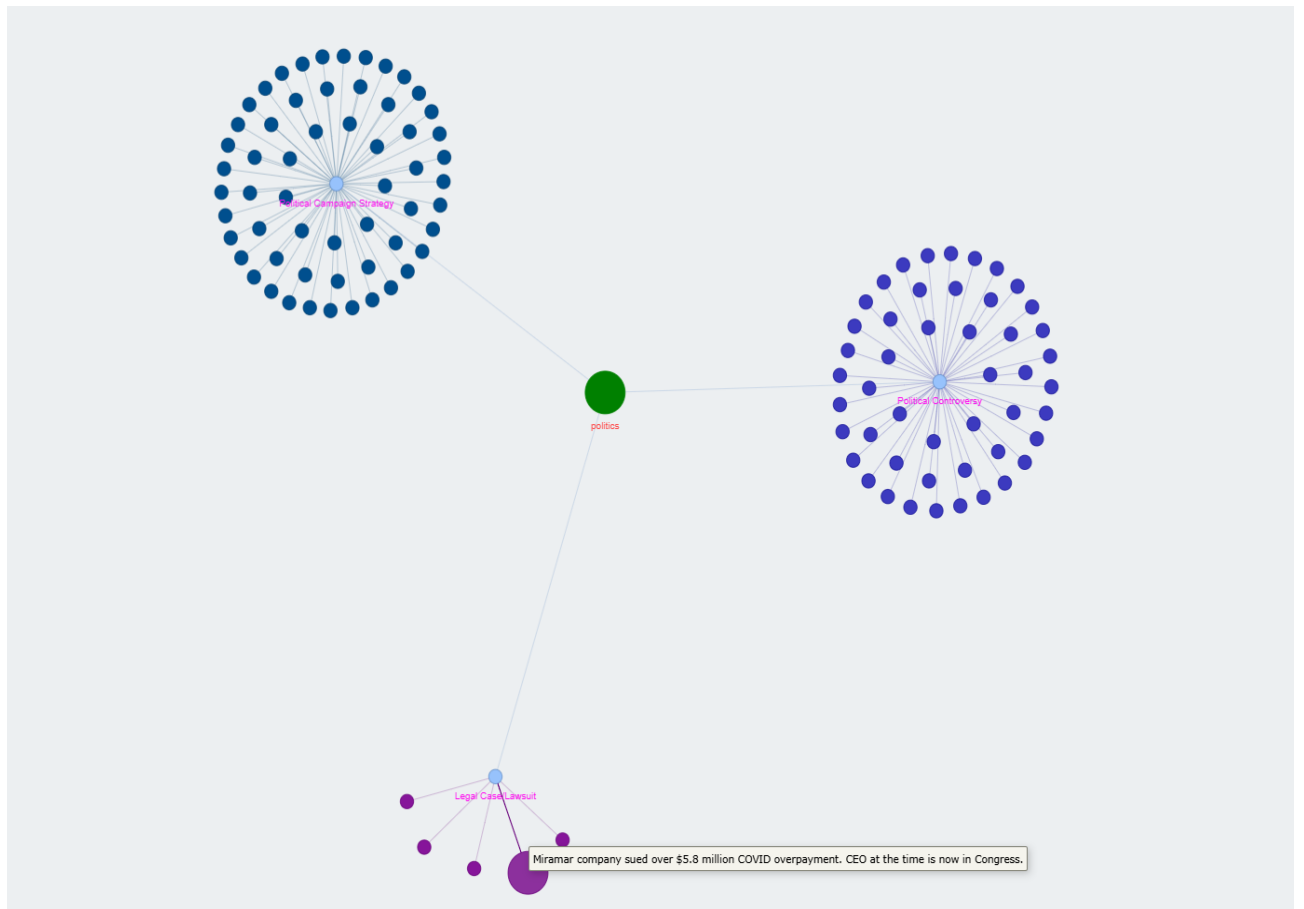 Political Campaign Strategy
Political Controversy
politics
Legal Case/Lawsuit
Miramar company sued over $5.8 million COVID overpayment. CEO at the time is now in Congress.